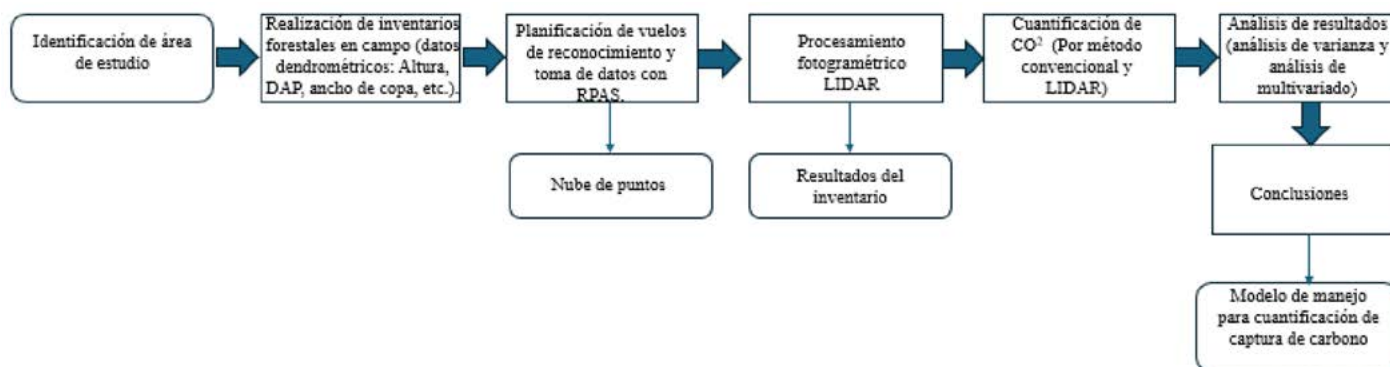 Identificación de área
de estudio
Realización de inventarios
forestales en campo (datos
dendrométricos: Altura,
DAP, ancho de copa, etc.).
Planificación de vuelos
de reconocimiento y
toma de datos con
RPAS.
Procesamiento
fotogramétrico
LIDAR
Cuantificación de
CO² (Por método
convencional y
LIDAR)
Análisis de resultados
(análisis de varianza y
análisis de
multivariado)
Nube de puntos
Resultados del
inventario
Conclusiones
Modelo de manejo
para cuantificación de
captura de carbono